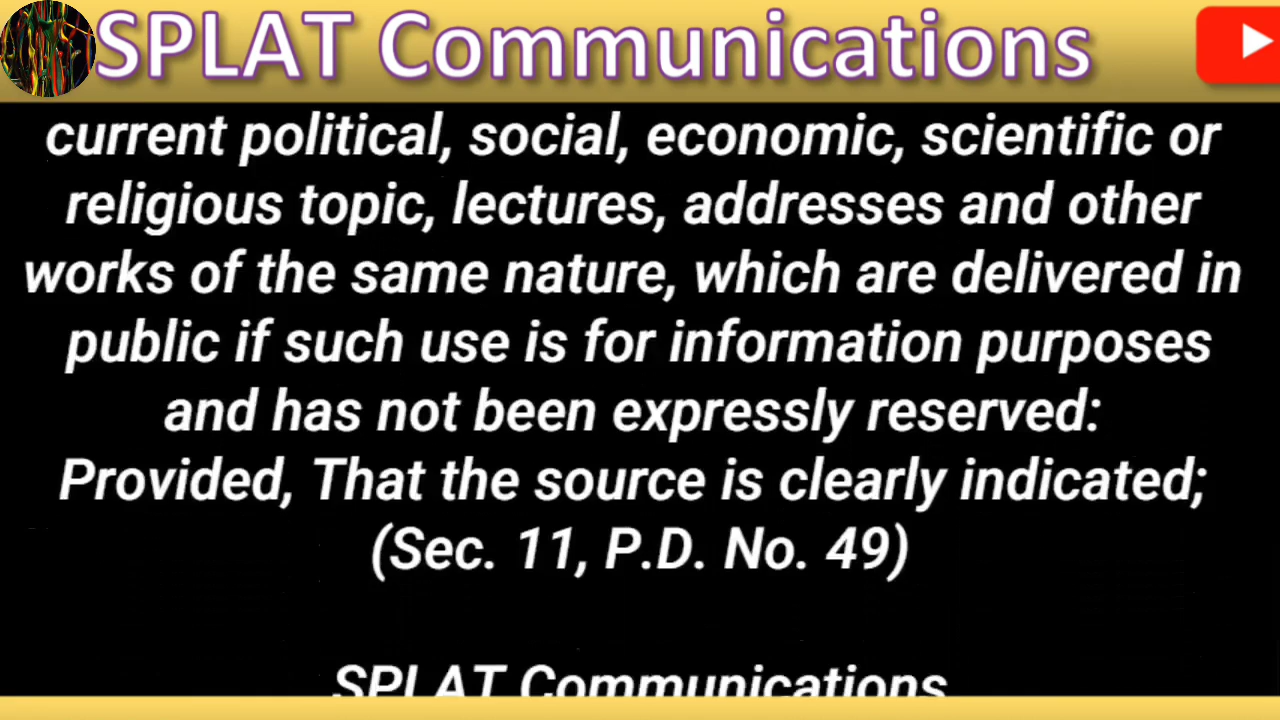 SPLAT Communications
current political, social, economic, scientific or
religious topic, lectures, addresses and other
works of the same nature, which are delivered in
public if such use is for information purposes
and has not been expressly reserved:
Provided, That the source is clearly indicated;
(Sec. 11, P.D. No. 49)
SPLAT Communications